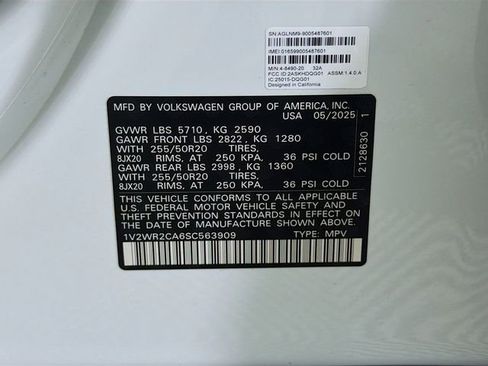 SN:AGLNM9-9005487601
IMEI:016599005487601
M/N:4-8490-20 32A
FCC ID:2ASKHDQG01 ASSM:1.4.0.A
IC:25015-DQG01
Designed in California
MFD. BY VOLKSWAGEN GROUP OF AMERICA, INC.
USA 05/2025
GVWR LBS 5710, KG 2590
GAWR FRONT LBS 2822, KG 1280
WITH 255/50R20 TIRES,
8JX20 RIMS, AT 250 KPA, 36 PSI COLD
GAWR REAR LBS 2998, KG 1360
WITH 255/50R20 TIRES,
8JX20 RIMS, AT 250 KPA, 36 PSI COLD
THIS VEHICLE CONFORMS TO ALL APPLICABLE
U.S. FEDERAL MOTOR VEHICLE SAFETY AND
THEFT PREVENTION STANDARDS IN EFFECT ON
THE DATE OF MANUFACTURE SHOWN ABOVE.
1V2WR2CA6SC563909 TYPE: MPV
21128630 1